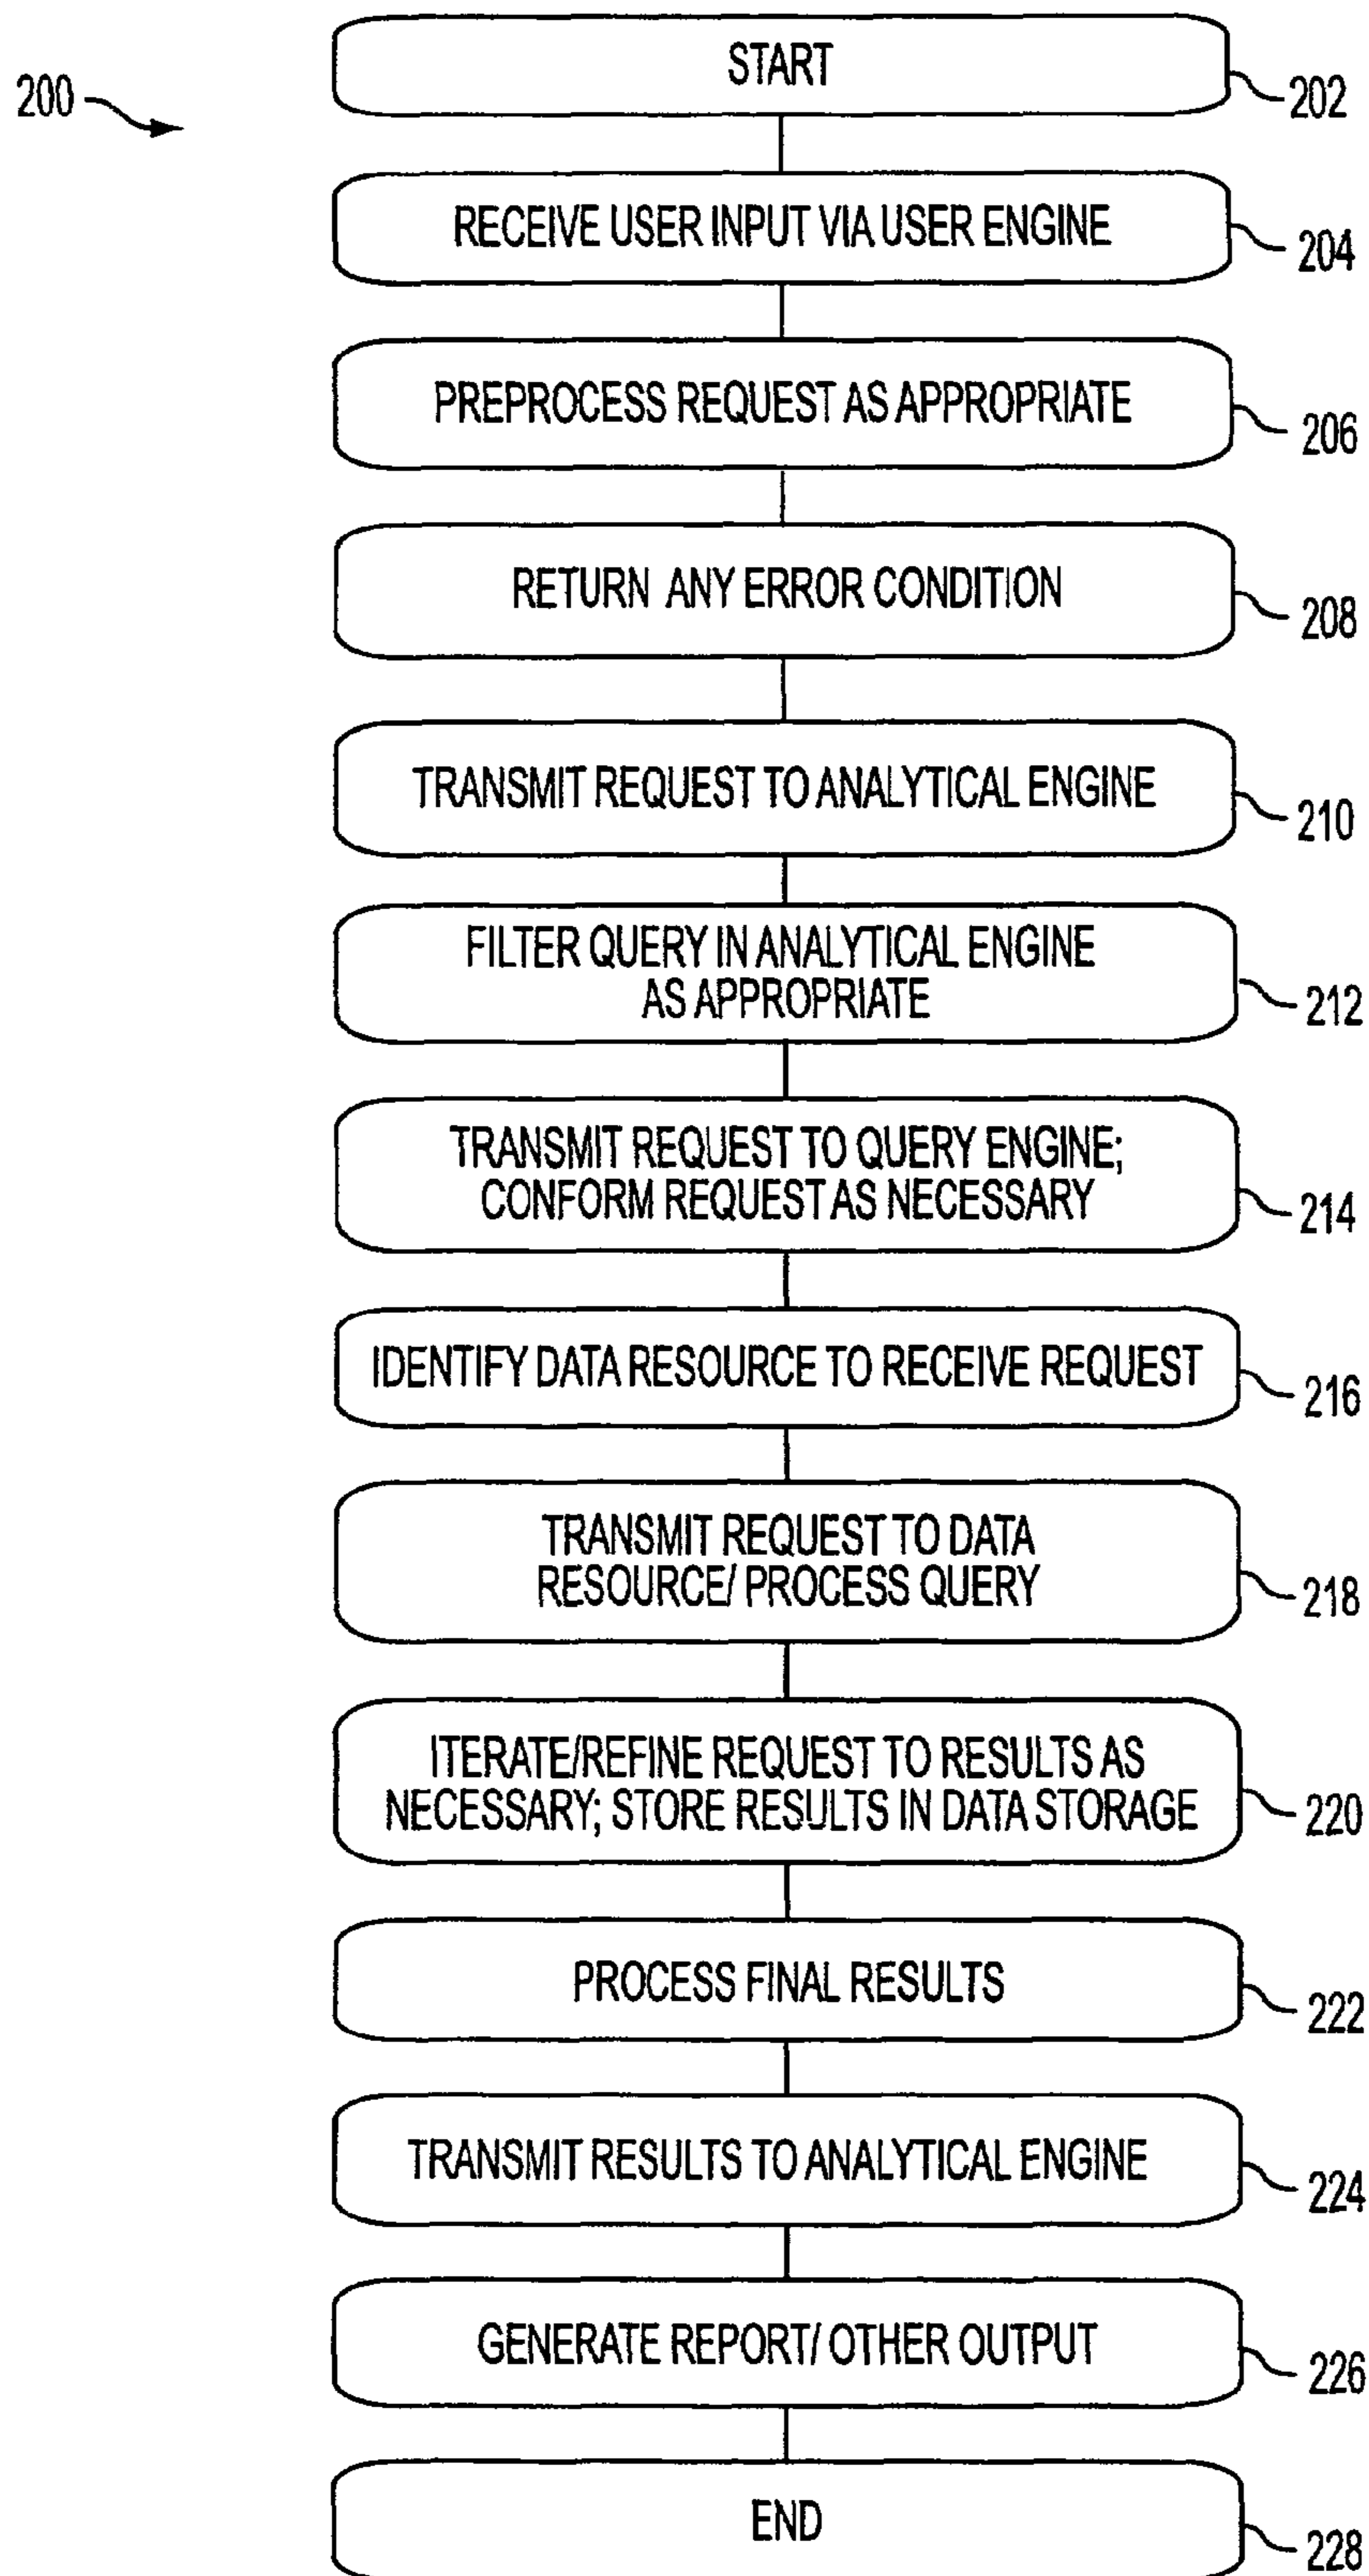 200
START
202
RECEIVE USER INPUT VIA USER ENGINE
204
PREPROCESS REQUEST AS APPROPRIATE
206
RETURN ANY ERROR CONDITION
208
TRANSMIT REQUEST TO ANALYTICAL ENGINE
210
FILTER QUERY IN ANALYTICAL ENGINE
AS APPROPRIATE
212
TRANSMIT REQUEST TO QUERY ENGINE;
CONFORM REQUEST AS NECESSARY
214
IDENTIFY DATA RESOURCE TO RECEIVE REQUEST
216
TRANSMIT REQUEST TO DATA
RESOURCE/ PROCESS QUERY
218
ITERATE/REFINE REQUEST TO RESULTS AS
NECESSARY; STORE RESULTS IN DATA STORAGE
220
PROCESS FINAL RESULTS
222
TRANSMIT RESULTS TO ANALYTICAL ENGINE
224
GENERATE REPORT/ OTHER OUTPUT
226
END
228